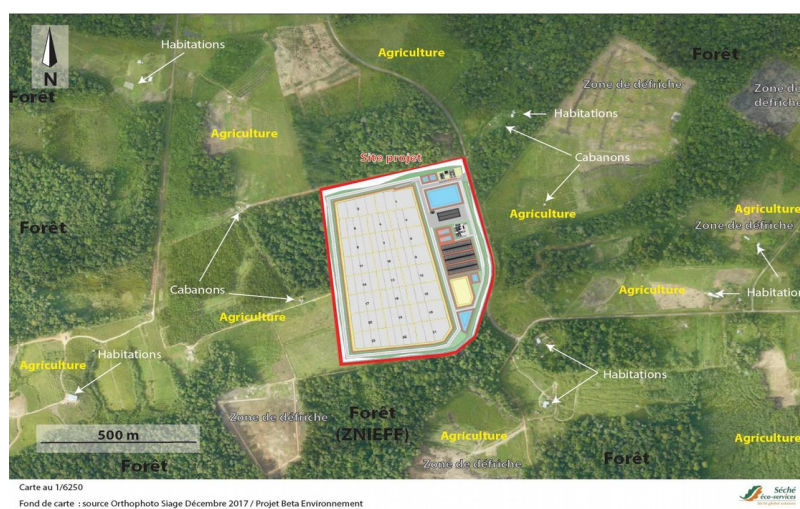 Habitations
Agriculture
Forêt
N
Zone de défriche
Zone de
défriche
Forêt
Habitations
Agriculture
Cabanons
Site projet
Agriculture
Agriculture
Forêt
Zone de défriche
Cabanons
Agriculture
Habitation
Agriculture
Agriculture
Habitations
Habitations
Zone de défriche
Forêt
(ZNIEFF)
500 m
Agriculture
Agriculture
Forêt
Zone de défriche
Forêt
Carte au 1/6250
Fond de carte : source Orthophoto Siage Décembre 2017 / Projet Beta Environnement
Séché
éco-services